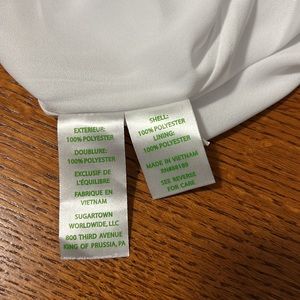 EXTERIEUR:
100% POLYESTER
DOUBLURE:
100% POLYESTER
EXCLUSIF DE
L'ÉQUILIBRE
FABRIQUE EN
VIETNAM
SUGARTOWN
WORLDWIDE, LLC
800 THIRD AVENUE
KING OF PRUSSIA, PA
SHELL:
100% POLYESTER
LINING:
100% POLYESTER
MADE IN VIETNAM
SEE REVERSE
FOR CARE